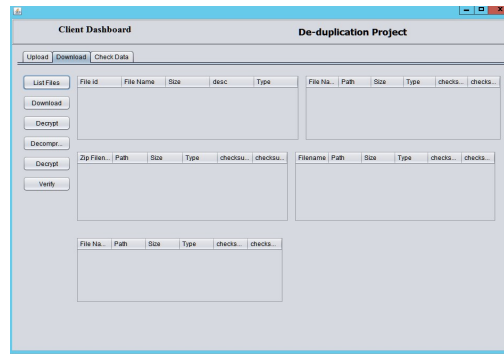 Client Dashboard De-duplication Project
Upload Download Check Data
List Files
Download
Decrypt
Decompr...
Decrypt
Verify
File id File Name Size desc Type
File Na... Path Size Type checks... checks...
Zip Filen... Path Size Type checksu... checksu...
Filename Path Size Type checks... checks...
File Na... Path Size Type checks... checks...